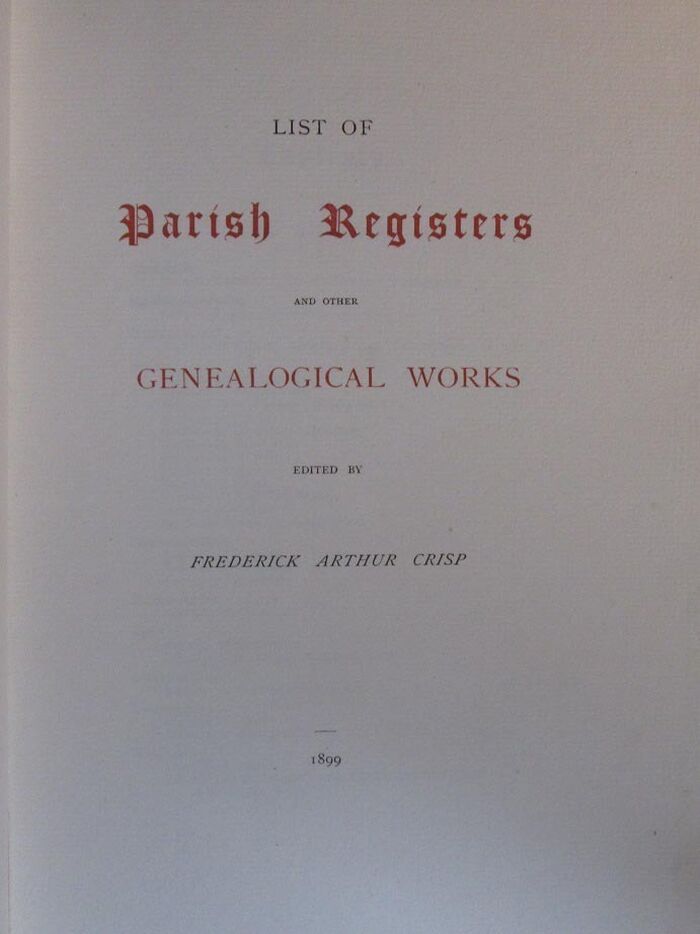 LIST OF
Parish Registers
AND OTHER
GENEALOGICAL WORKS
EDITED BY
FREDERICK ARTHUR CRISP
1899